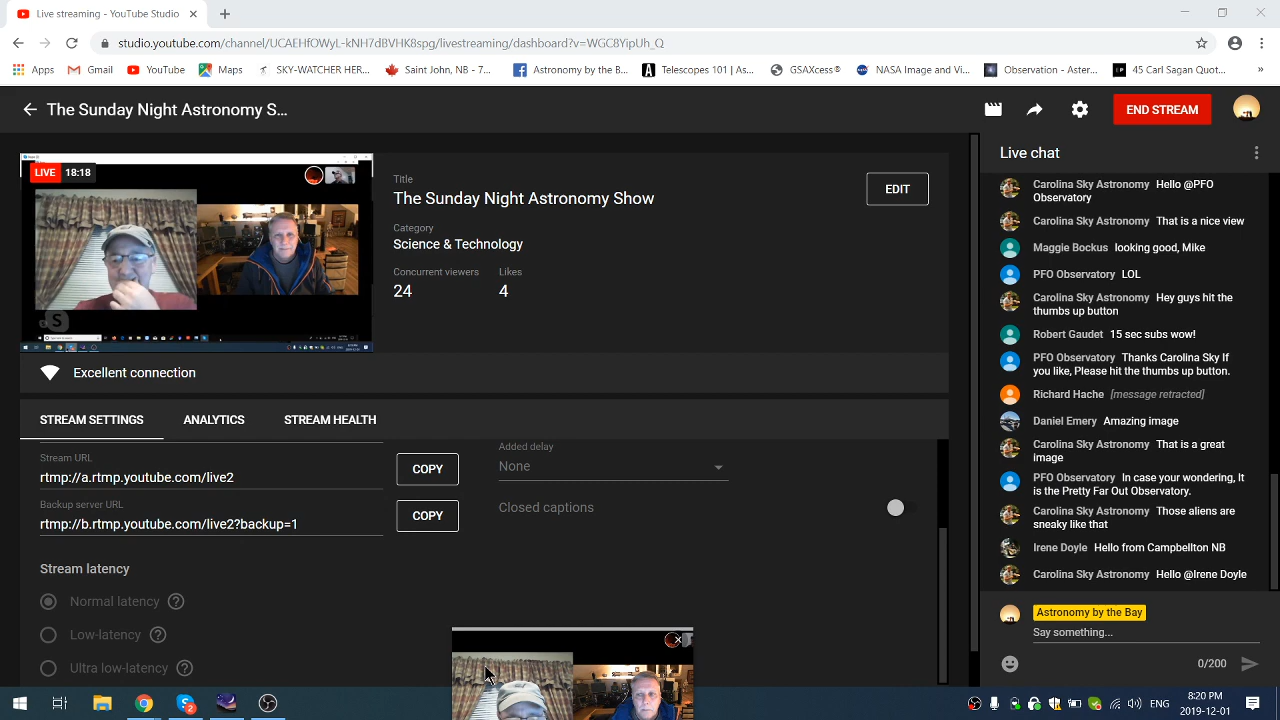 Live streaming - YouTube Studio
studio.youtube.com/channel/UCAEHfOWyL-kNH7dBVHK8spg/livestreaming/dashboard?v=WGC8YipUh_Q
Apps Gmail YouTube Maps SKY-WATCHER HER... Saint John, NB - 7... Astronomy by the B... Telescopes 101 | As... GSAXcess® NASA Image and Vi... Observation - Aster... 45 Carl Sagan Quot... »
The Sunday Night Astronomy S...
END STREAM
LIVE 18:18
Title
The Sunday Night Astronomy Show
EDIT
Category
Science & Technology
Concurrent viewers Likes
24 4
Excellent connection
STREAM SETTINGS ANALYTICS STREAM HEALTH
Stream URL
rtmp://a.rtmp.youtube.com/live2
COPY
Added delay
None
Backup server URL
rtmp://b.rtmp.youtube.com/live2?backup=1
COPY
Closed captions
Stream latency
Normal latency
Low-latency
Ultra low-latency
Live chat
Carolina Sky Astronomy Hello @PFO
Observatory
Carolina Sky Astronomy That is a nice view
Maggie Bockus looking good, Mike
PFO Observatory LOL
Carolina Sky Astronomy Hey guys hit the
thumbs up button
Robert Gaudet 15 sec subs wow!
PFO Observatory Thanks Carolina Sky If
you like, Please hit the thumbs up button.
Richard Hache [message retracted]
Daniel Emery Amazing image
Carolina Sky Astronomy That is a great
image
PFO Observatory In case your wondering, It
is the Pretty Far Out Observatory.
Carolina Sky Astronomy Those aliens are
sneaky like that
Irene Doyle Hello from Campbellton NB
Carolina Sky Astronomy Hello @Irene Doyle
Astronomy by the Bay
Say something...
0/200
ENG
8:20 PM
2019-12-01